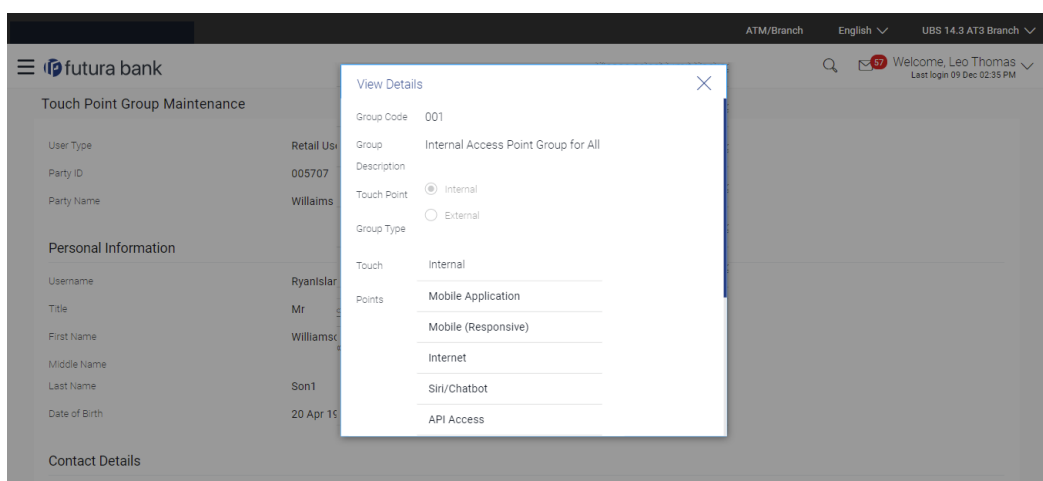 ATM/Branch English UBS 14.3 AT3 Branch
futura bank
57 Welcome, Leo Thomas
Last login 09 Dec 02:35 PM
Touch Point Group Maintenance
User Type Retail
Party ID 005707
Party Name Willaims
Personal Information
Username
Title Mr
First Name
Middle Name
Last Name Son1
Date of Birth 20 Apr
Contact Details
View Details
Group Code 001
Group Description Internal Access Point Group for All
Touch Point Group Type
Internal
External
Touch Points
Internal
Mobile Application
Mobile (Responsive)
Internet
Siri/Chatbot
API Access